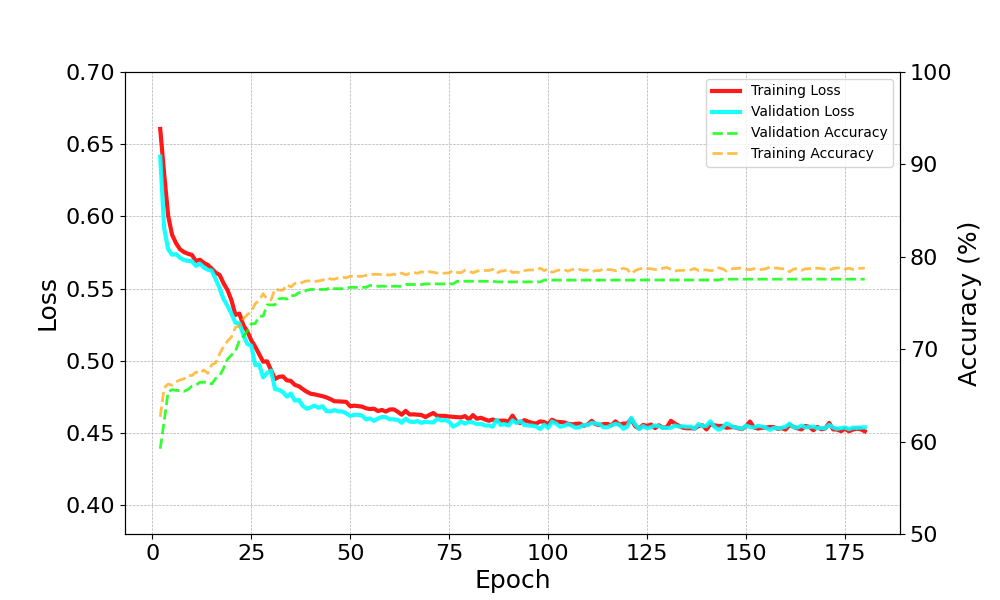 0.70
0.65
0.60
0.55
0.50
0.45
0.40
Loss
0 25 50 75 100 125 150 175
Epoch
100
90
80
70
60
50
Accuracy (%)
Training Loss
Validation Loss
Validation Accuracy
Training Accuracy